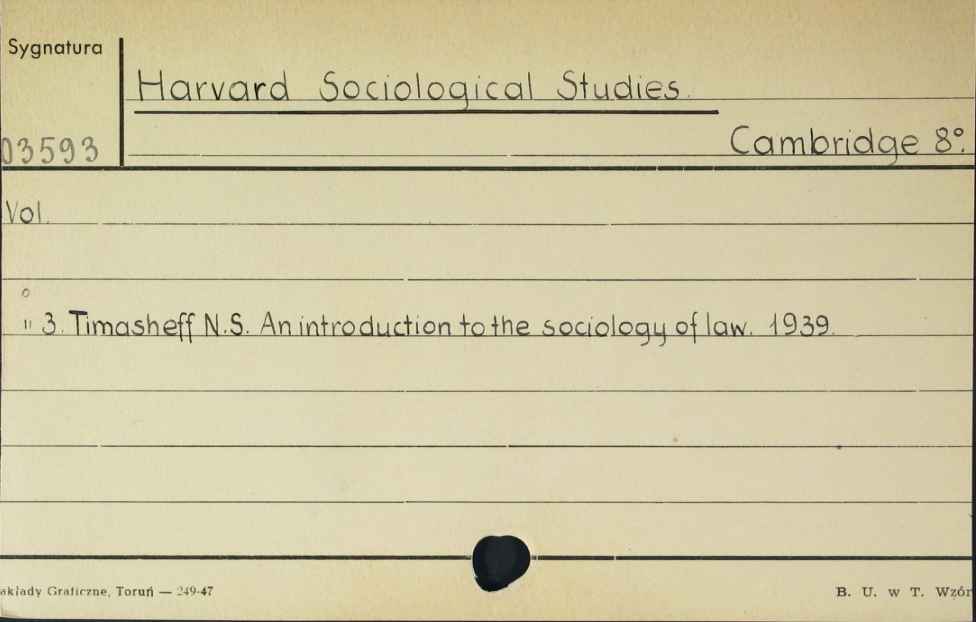 Sygnatura
Harvard Sociological Studies.
03593
Cambridge 8°.
Vol.
" 3. Timasheff N.S. An introduction to the sociology of law. 1939.
akłady Graficzne, Toruń — 249-47
B. U. w T. Wzór